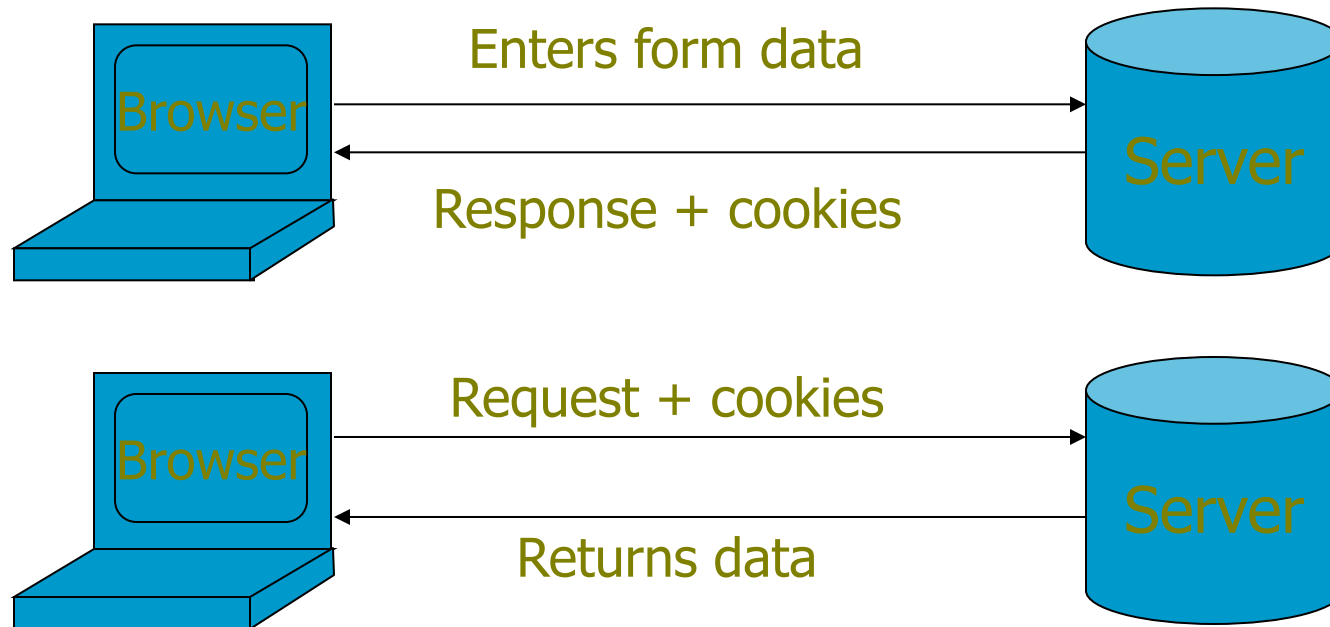 Enters form data
Browser
Server
Response + cookies
Request + cookies
Browser
Server
Returns data